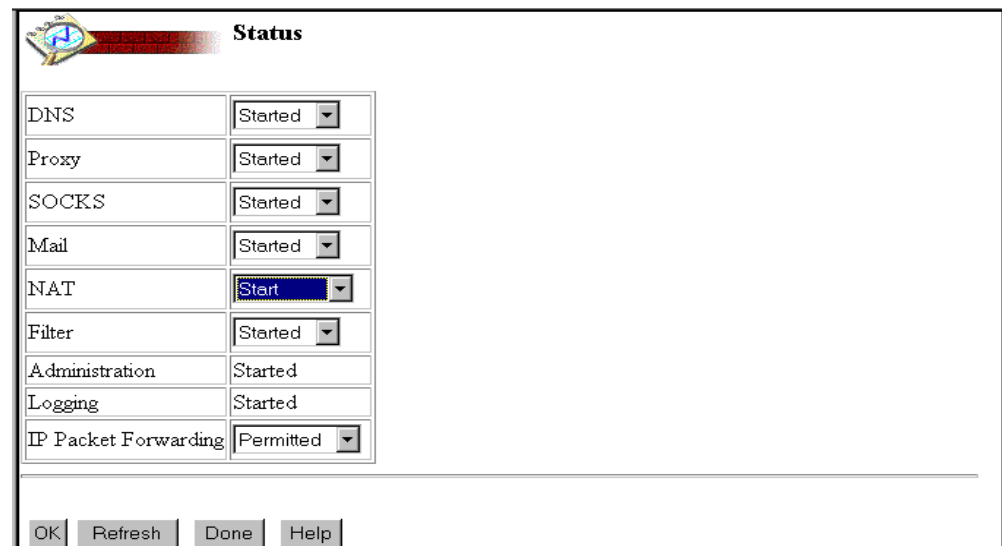 Status
DNS Started
Proxy Started
SOCKS Started
Mail Started
NAT Start
Filter Started
Administration Started
Logging Started
IP Packet Forwarding Permitted
OK Refresh Done Help